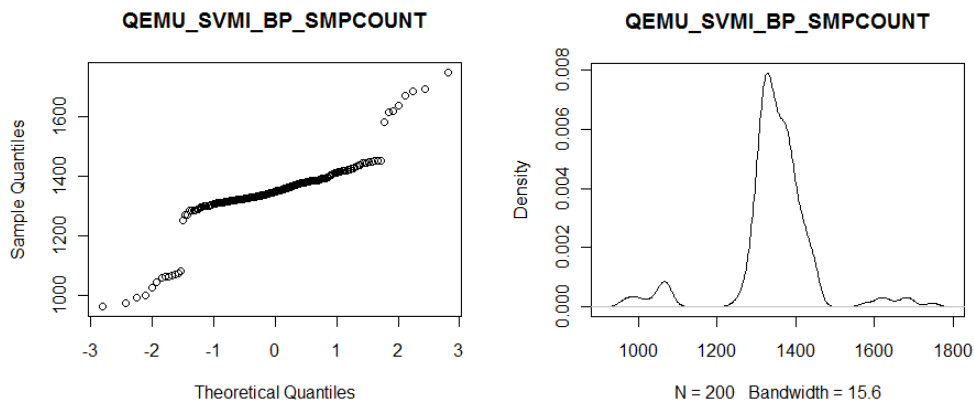 QEMU_SVMI_BP_SMPCOUNT
Sample Quantiles
1000 1200 1400 1600
-3 -2 -1 0 1 2 3
Theoretical Quantiles
QEMU_SVMI_BP_SMPCOUNT
Density
0.000 0.002 0.004 0.006 0.008
1000 1200 1400 1600 1800
N = 200 Bandwidth = 15.6